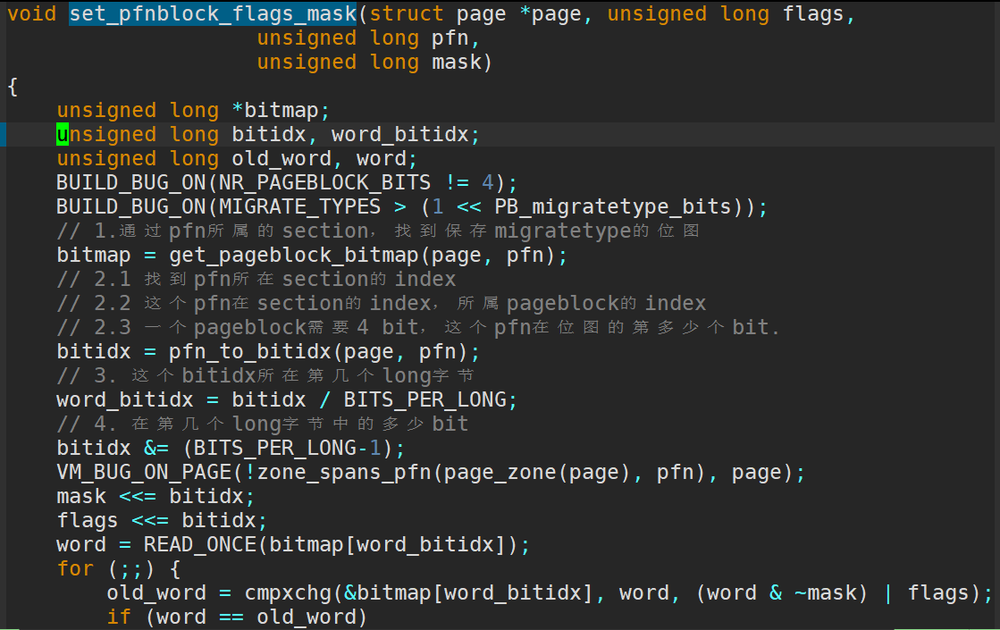 void set_pfnblock_flags_mask(struct page *page, unsigned long flags,
                    unsigned long pfn,
                    unsigned long mask)
{
    unsigned long *bitmap;
    unsigned long bitidx, word_bitidx;
    unsigned long old_word, word;
    BUILD_BUG_ON(NR_PAGEBLOCK_BITS != 4);
    BUILD_BUG_ON(MIGRATE_TYPES > (1 << PB_migratetype_bits));
    // 1.通过pfn所属的section，找到保存migratetype的位图
    bitmap = get_pageblock_bitmap(page, pfn);
    // 2.1 找到pfn所在section的index
    // 2.2 这个pfn在section的index，所属pageblock的index
    // 2.3 一个pageblock需要4 bit，这个pfn在位图的第多少个bit.
    bitidx = pfn_to_bitidx(page, pfn);
    // 3. 这个bitidx所在第几个long字节
    word_bitidx = bitidx / BITS_PER_LONG;
    // 4. 在第几个long字节中的多少bit
    bitidx &= (BITS_PER_LONG-1);
    VM_BUG_ON_PAGE(!zone_spans_pfn(page_zone(page), pfn), page);
    mask <<= bitidx;
    flags <<= bitidx;
    word = READ_ONCE(bitmap[word_bitidx]);
    for (;;) {
        old_word = cmpxchg(&bitmap[word_bitidx], word, (word & ~mask) | flags);
        if (word == old_word)